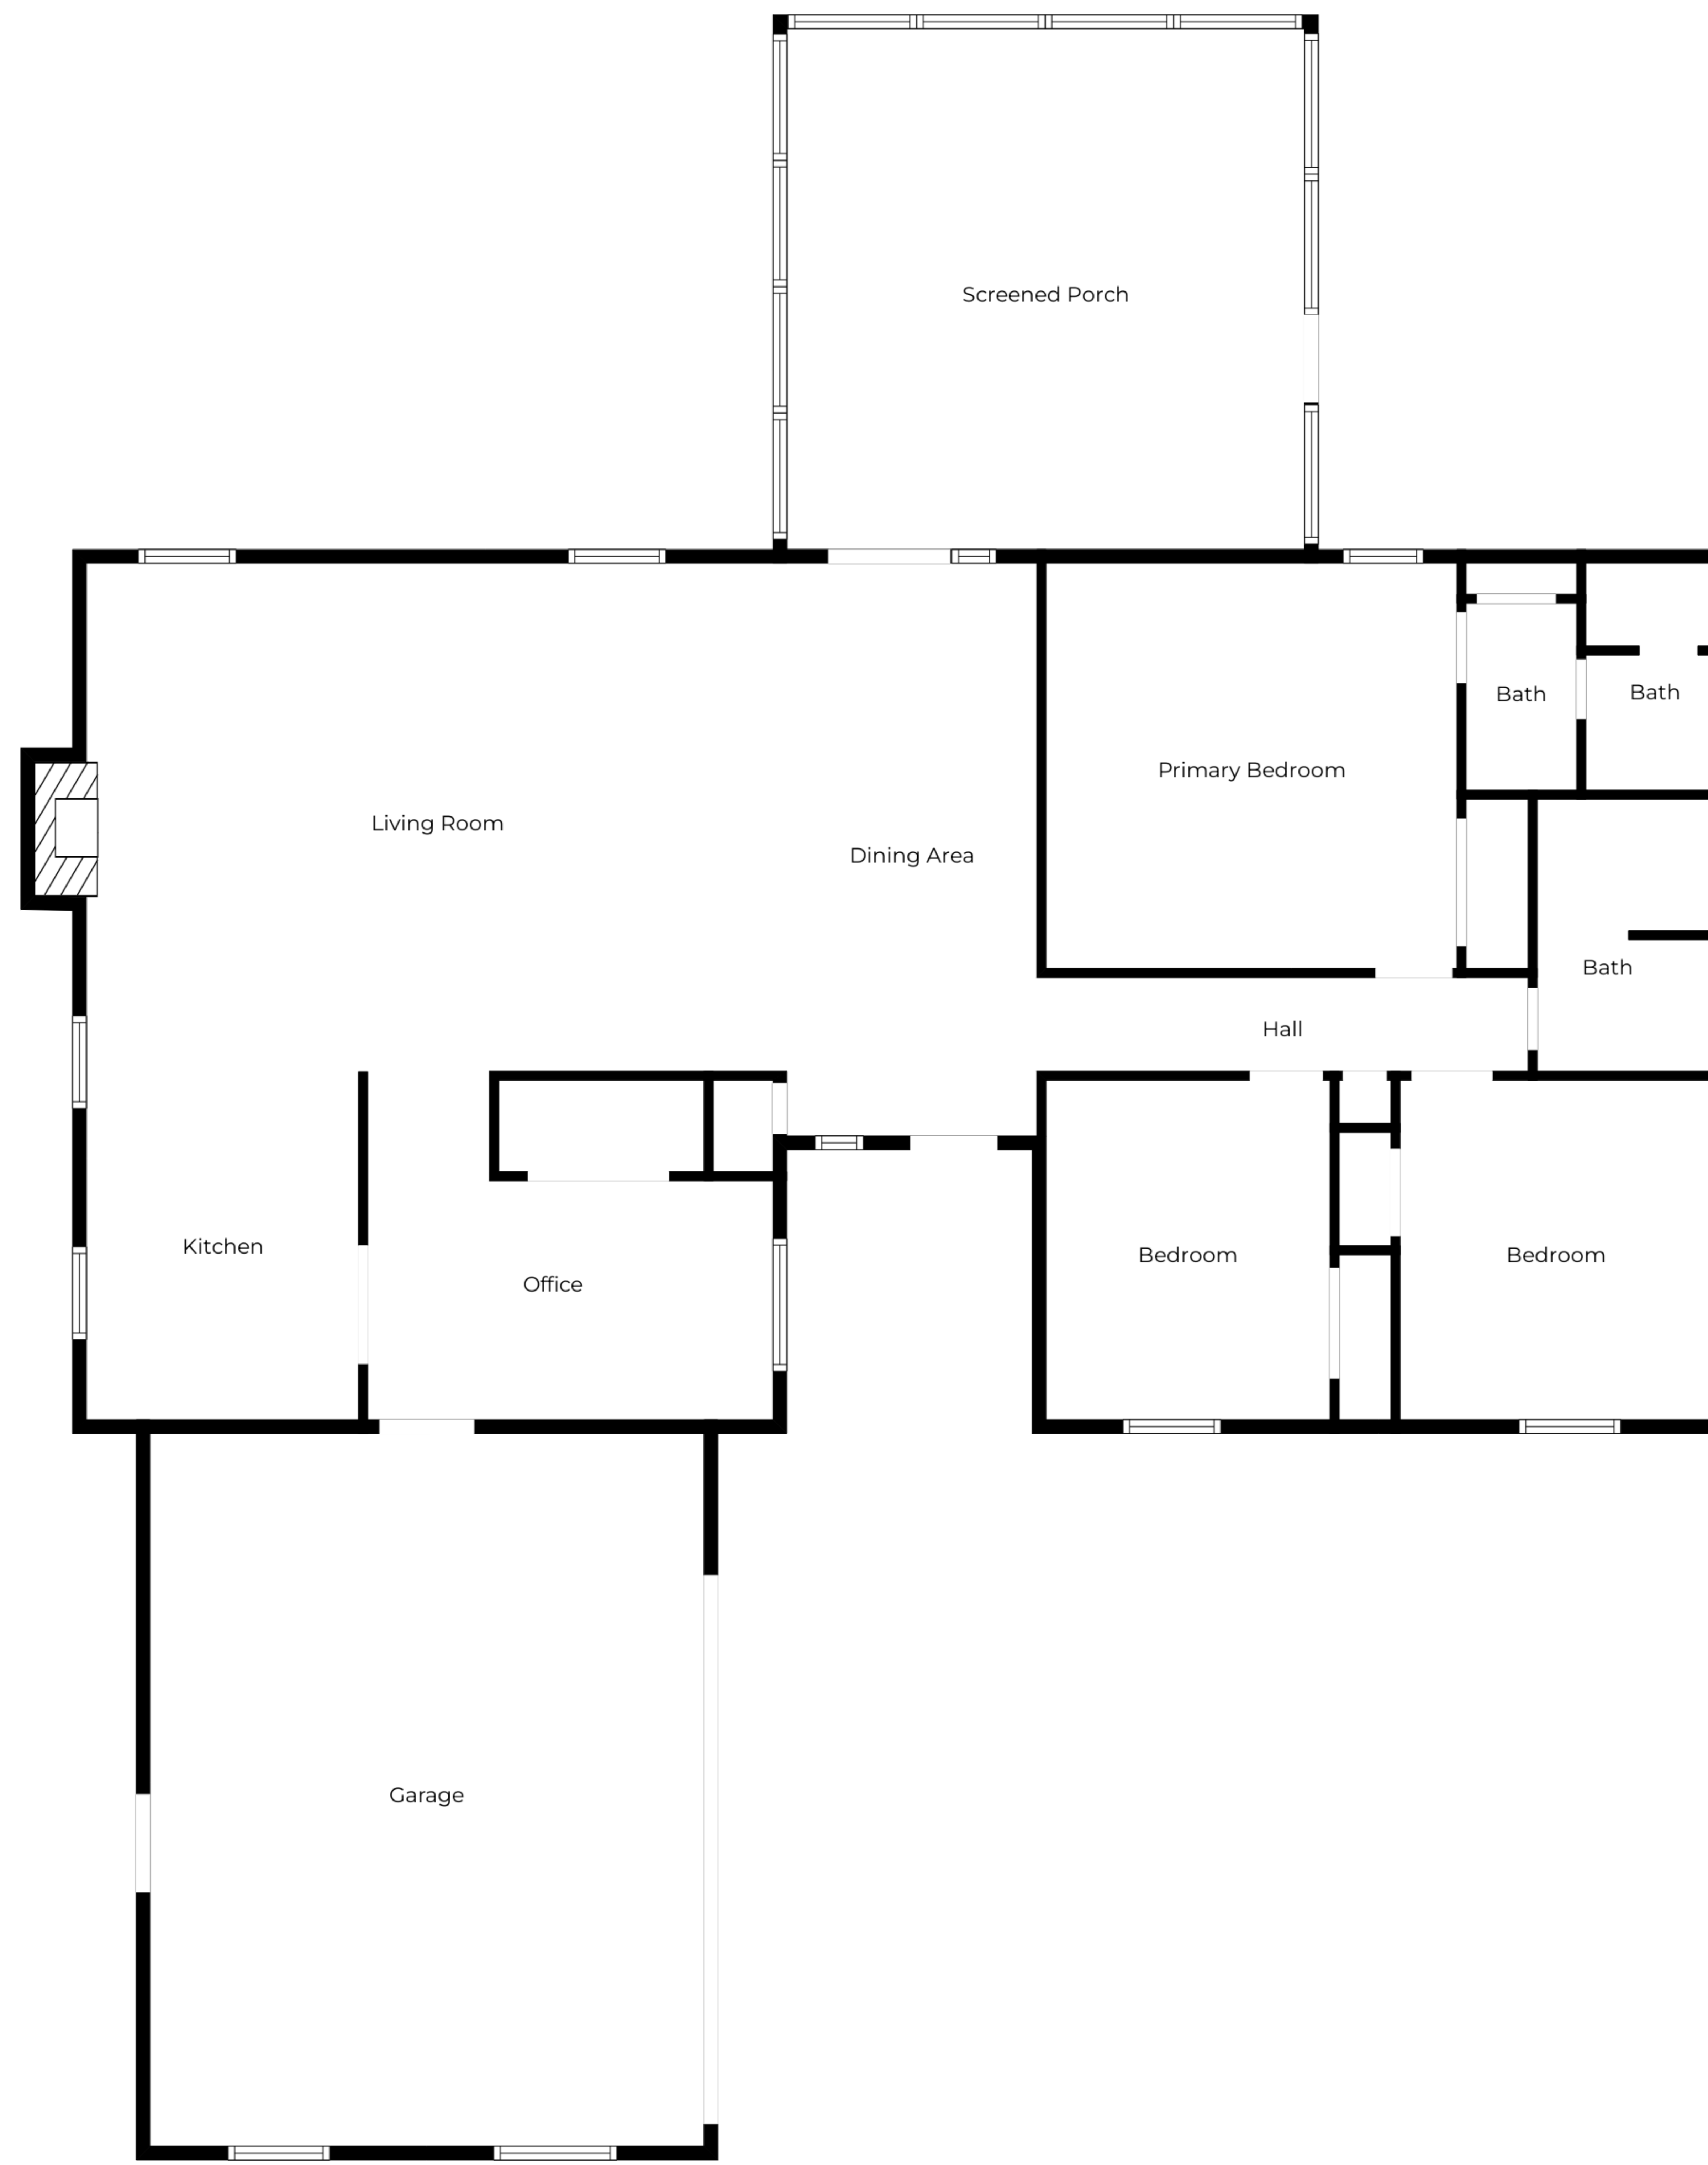 Screened Porch
Bath
Bath
Primary Bedroom
Living Room
Dining Area
Bath
Hall
Kitchen
Bedroom
Bedroom
Office
Garage